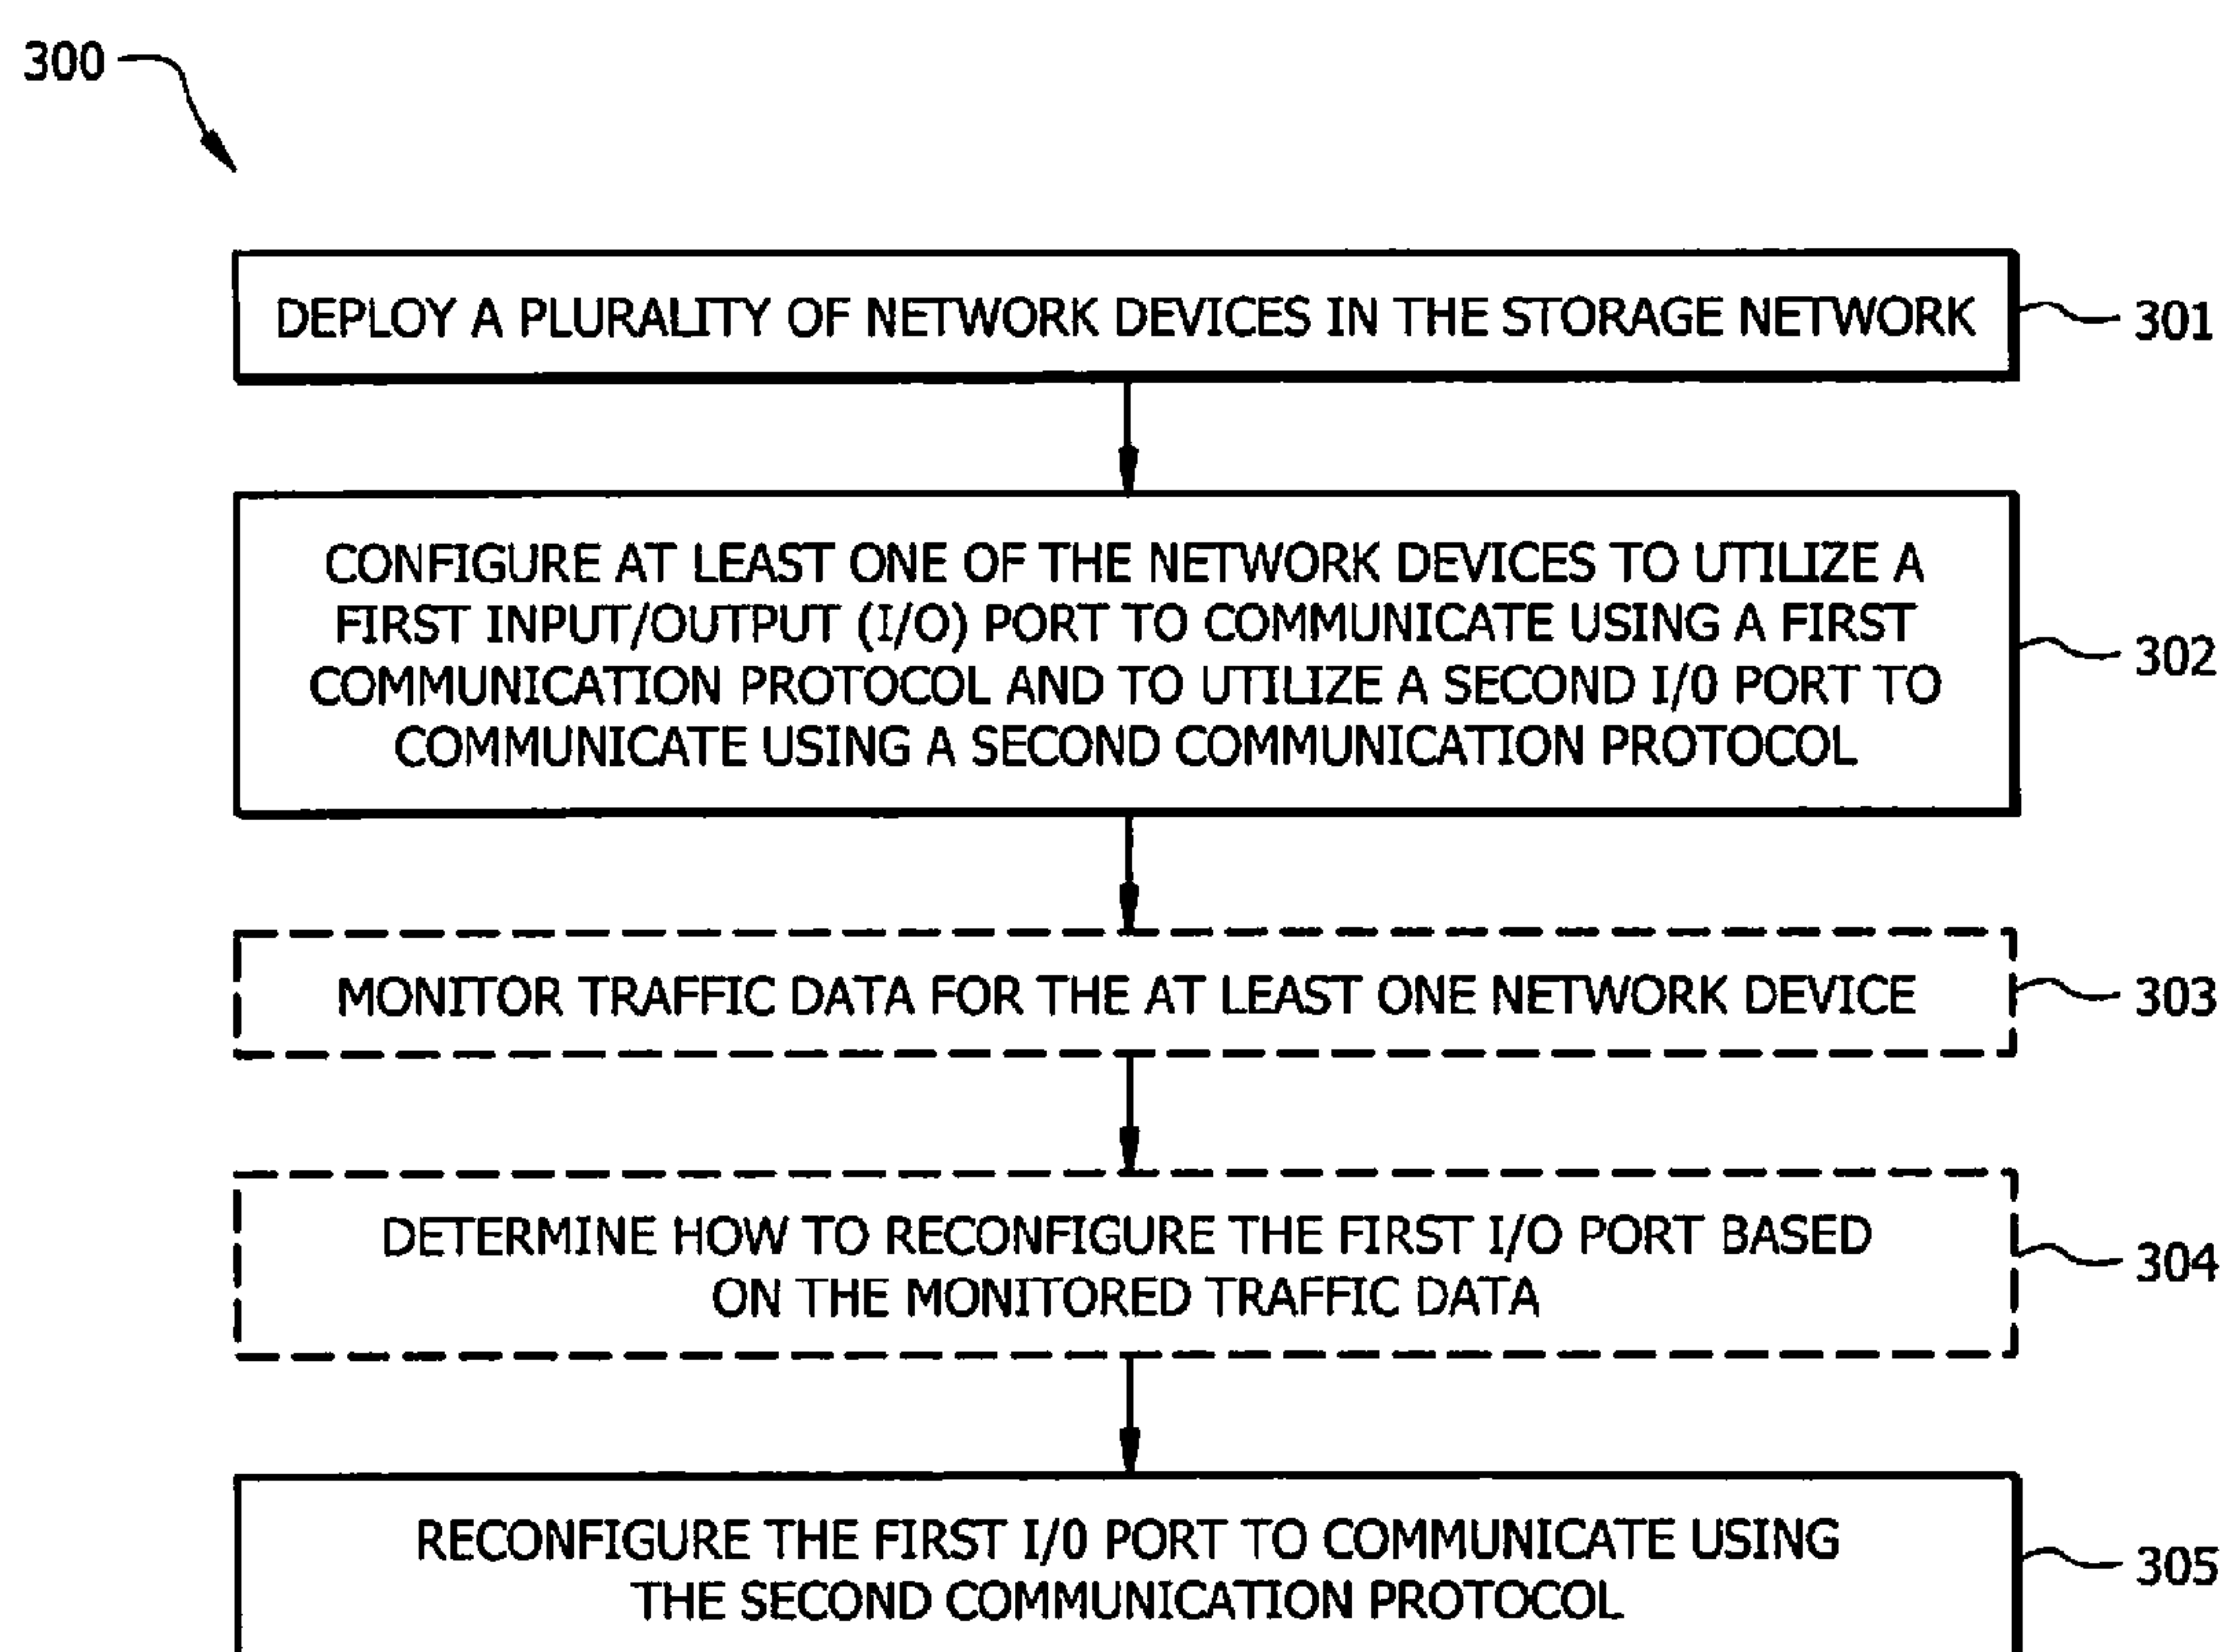 300
DEPLOY A PLURALITY OF NETWORK DEVICES IN THE STORAGE NETWORK
301
CONFIGURE AT LEAST ONE OF THE NETWORK DEVICES TO UTILIZE A
FIRST INPUT/OUTPUT (I/O) PORT TO COMMUNICATE USING A FIRST
COMMUNICATION PROTOCOL AND TO UTILIZE A SECOND I/0 PORT TO
COMMUNICATE USING A SECOND COMMUNICATION PROTOCOL
302
MONITOR TRAFFIC DATA FOR THE AT LEAST ONE NETWORK DEVICE
303
DETERMINE HOW TO RECONFIGURE THE FIRST I/O PORT BASED
ON THE MONITORED TRAFFIC DATA
304
RECONFIGURE THE FIRST I/0 PORT TO COMMUNICATE USING
THE SECOND COMMUNICATION PROTOCOL
305